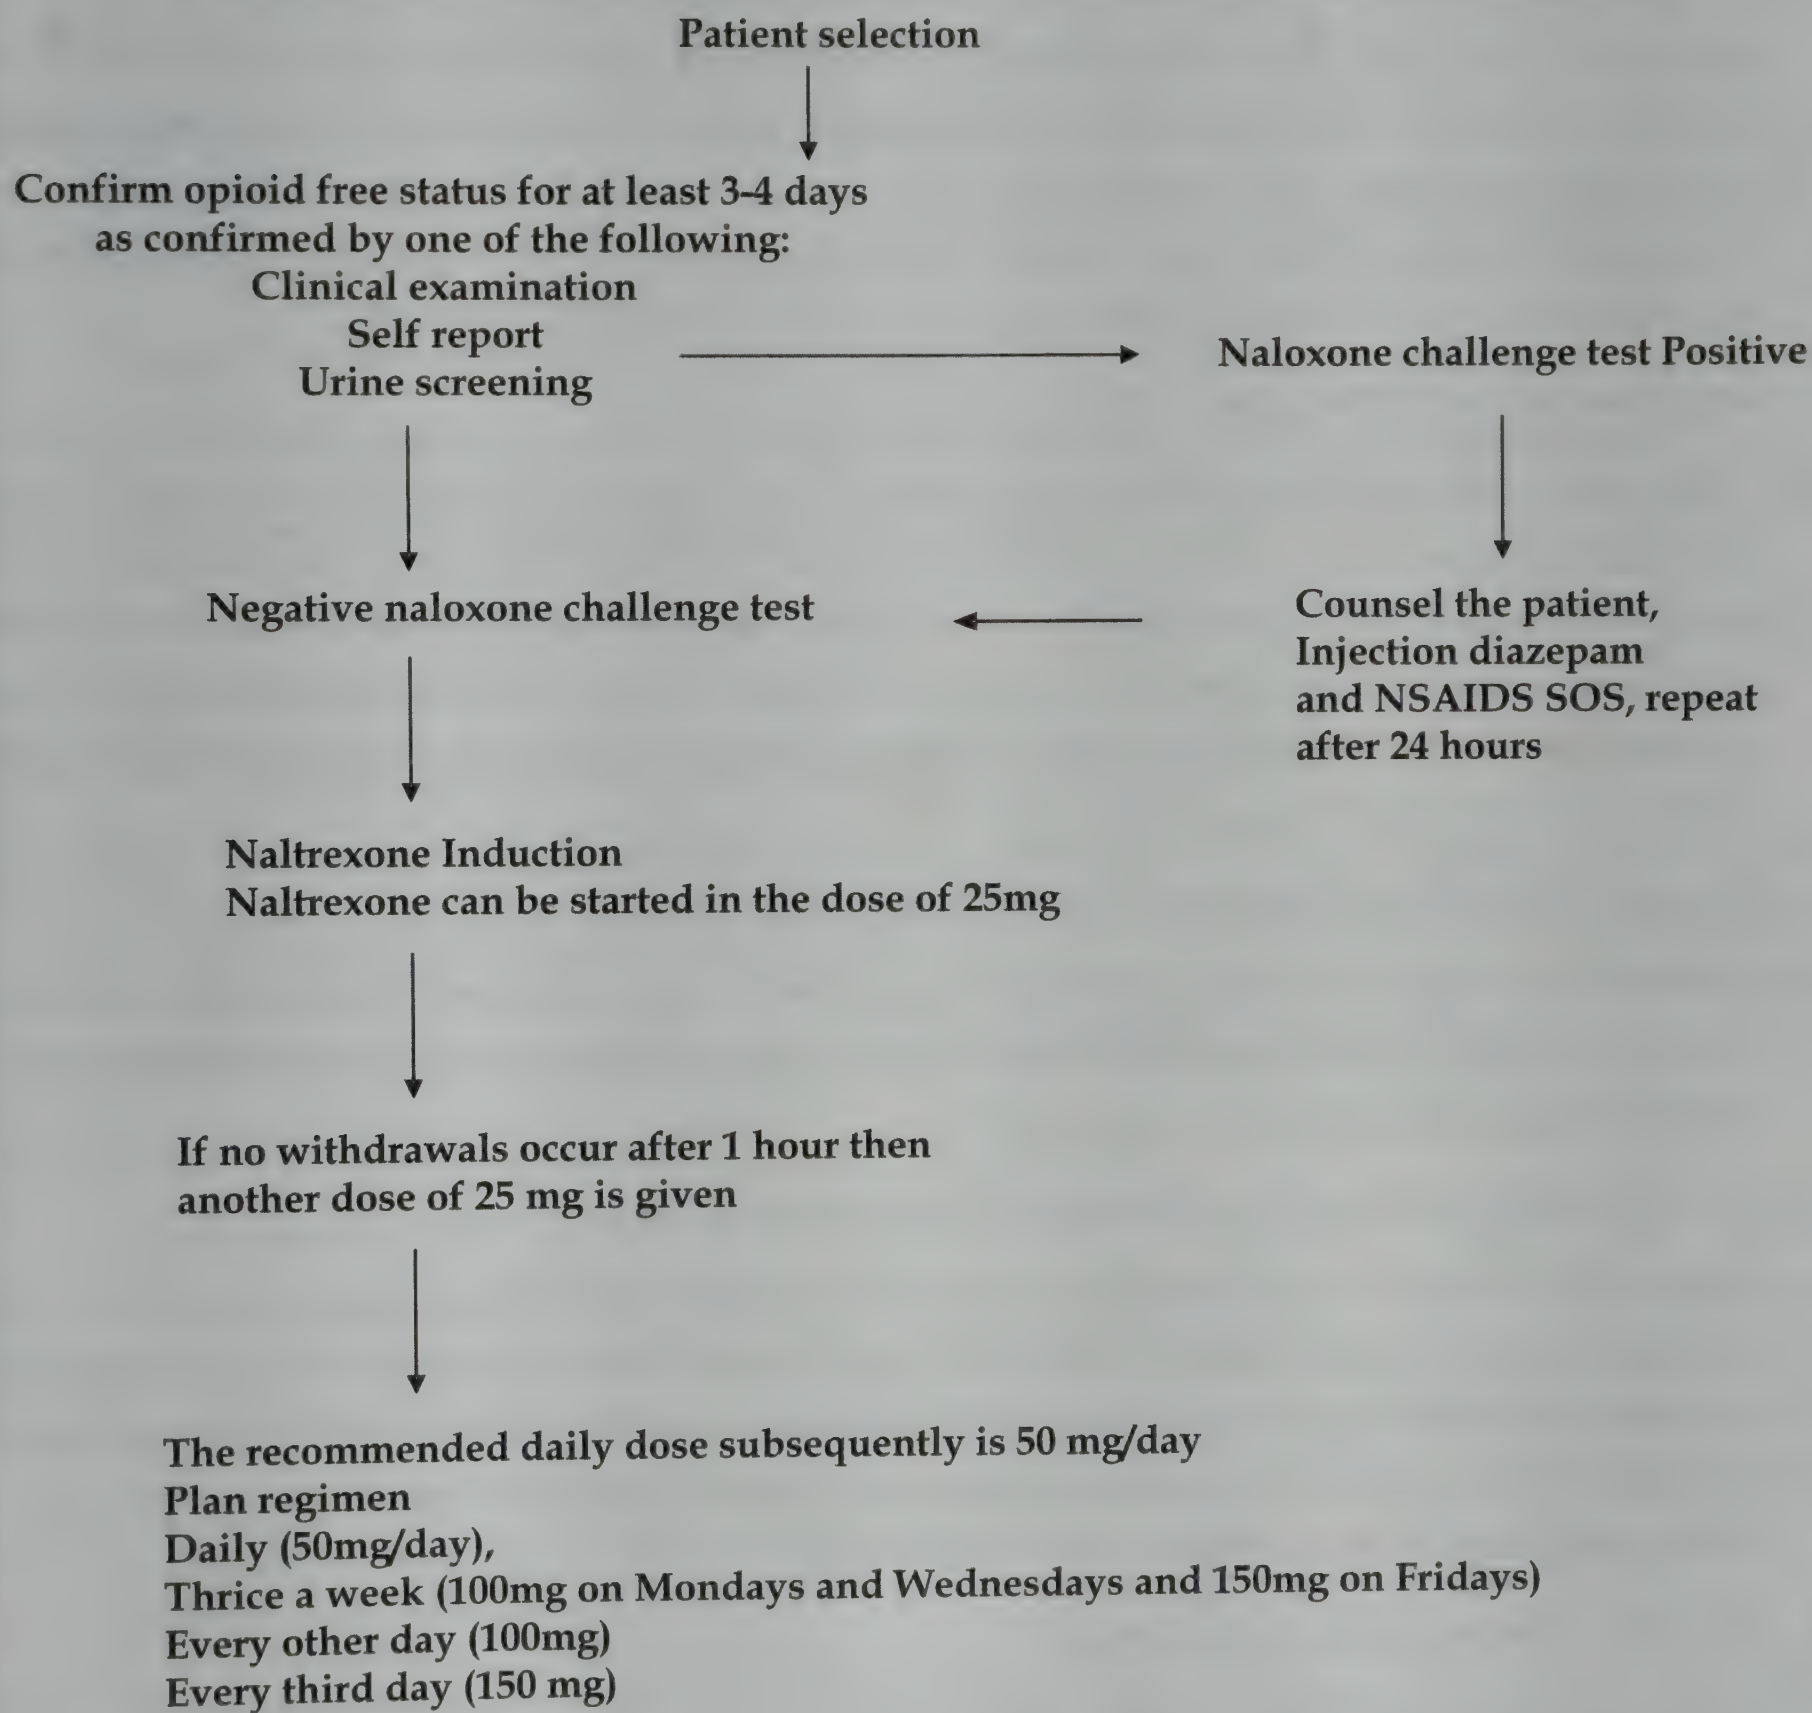 Patient selection
Confirm opioid free status for at least 3-4 days
as confirmed by one of the following:
Clinical examination
Self report
Urine screening
Naloxone challenge test Positive
Negative naloxone challenge test
Counsel the patient,
Injection diazepam
and NSAIDS SOS, repeat
after 24 hours
Naltrexone Induction
Naltrexone can be started in the dose of 25mg
If no withdrawals occur after 1 hour then
another dose of 25 mg is given
The recommended daily dose subsequently is 50 mg/day
Plan regimen
Daily (50mg/day),
Thrice a week (100mg on Mondays and Wednesdays and 150mg on Fridays)
Every other day (100mg)
Every third day (150 mg)